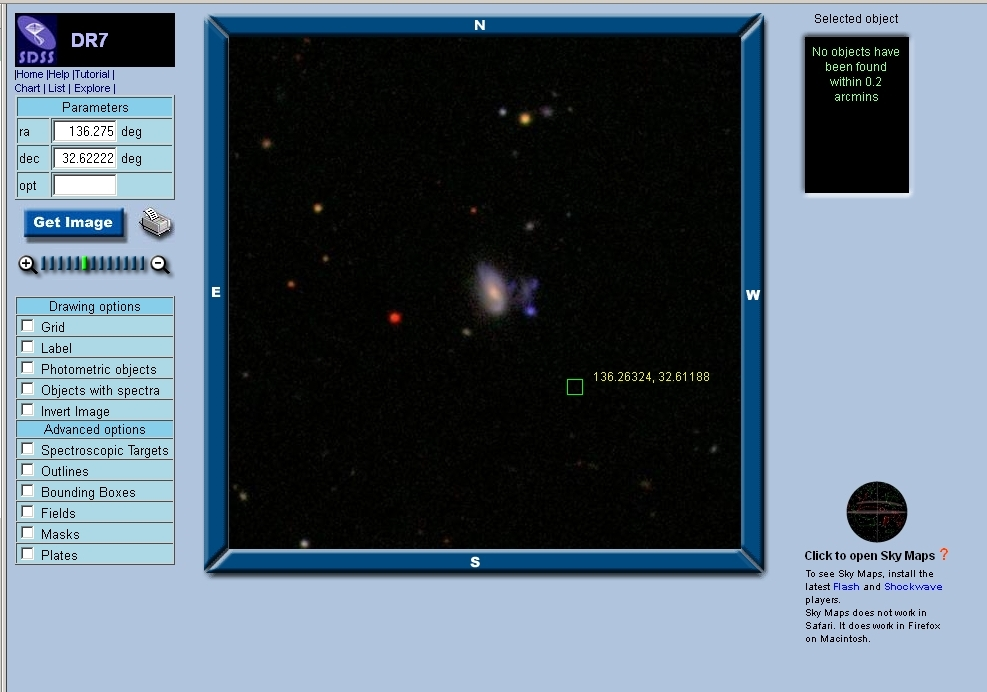 SDSS
DR7
|Home |Help |Tutorial |
Chart | List | Explore |
Parameters
ra 136.275 deg
dec 32.62222 deg
opt
Get Image
Drawing options
Grid
Label
Photometric objects
Objects with spectra
Invert Image
Advanced options
Spectroscopic Targets
Outlines
Bounding Boxes
Fields
Masks
Plates
N
E
W
S
136.26324, 32.61188
Selected object
No objects have
been found
within 0.2
arcmins
Click to open Sky Maps ?
To see Sky Maps, install the
latest Flash and Shockwave
players.
Sky Maps does not work in
Safari. It does work in Firefox
on Macintosh.